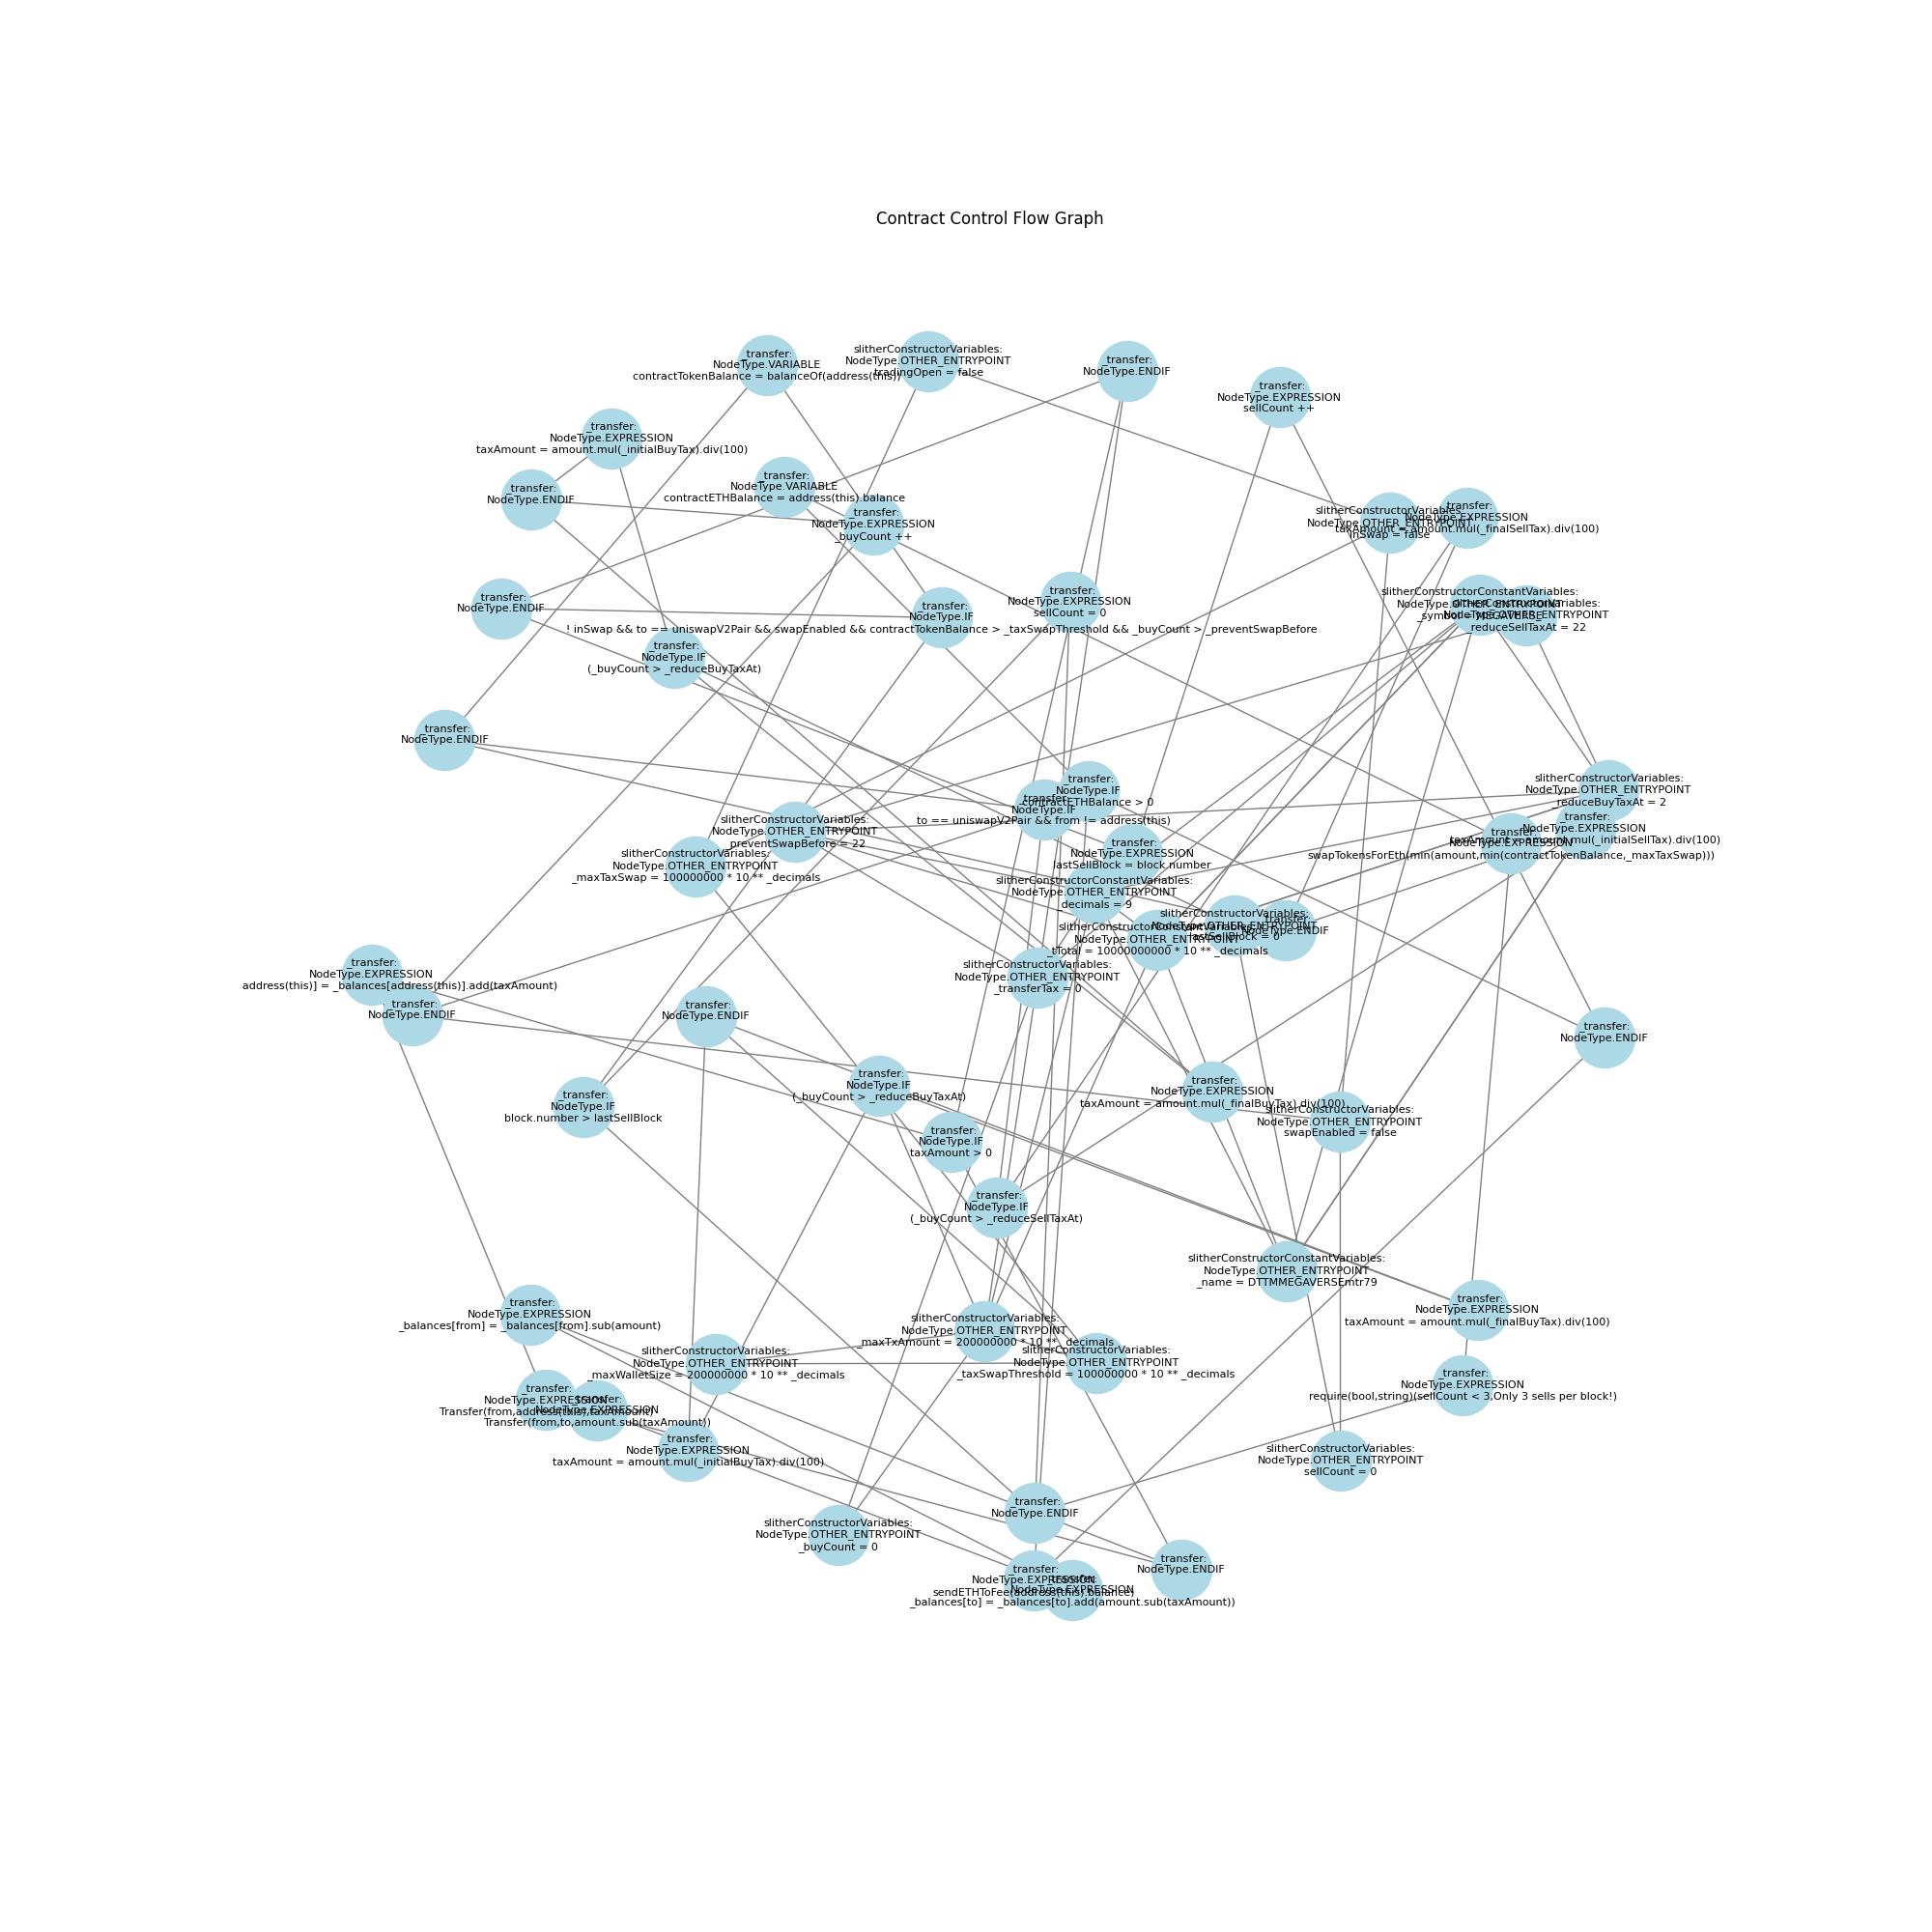 Contract Control Flow Graph
_transfer:
NodeType.VARIABLE
contractTokenBalance = balanceOf(address(this))
slitherConstructorVariables:
NodeType.OTHER_ENTRYPOINT
tradingOpen = false
_transfer:
NodeType.ENDIF
_transfer:
NodeType.EXPRESSION
sellCount ++
_transfer:
NodeType.EXPRESSION
taxAmount = amount.mul(_initialBuyTax).div(100)
_transfer:
NodeType.ENDIF
_transfer:
NodeType.VARIABLE
contractETHBalance = address(this).balance
_transfer:
NodeType.EXPRESSION
_buyCount ++
slitherConstructorVariables:
NodeType.OTHER_ENTRYPOINT
inSwap = false
_transfer:
NodeType.EXPRESSION
taxAmount = amount.mul(_finalSellTax).div(100)
_transfer:
NodeType.ENDIF
_transfer:
NodeType.IF
! inSwap && to == uniswapV2Pair && swapEnabled && contractTokenBalance > _taxSwapThreshold && _buyCount > _preventSwapBefore
_transfer:
NodeType.EXPRESSION
sellCount = 0
slitherConstructorConstantVariables:
NodeType.OTHER_ENTRYPOINT
slitherConstructorVariables:
NodeType.OTHER_ENTRYPOINT
_reduceSellTaxAt = 22
_transfer:
NodeType.IF
(_buyCount > _reduceBuyTaxAt)
_transfer:
NodeType.ENDIF
_transfer:
NodeType.IF
contractETHBalance > 0
_transfer:
NodeType.IF
to == uniswapV2Pair && from != address(this)
slitherConstructorVariables:
NodeType.OTHER_ENTRYPOINT
_reduceBuyTaxAt = 2
slitherConstructorVariables:
NodeType.OTHER_ENTRYPOINT
_preventSwapBefore = 22
_transfer:
NodeType.EXPRESSION
taxAmount = amount.mul(_initialSellTax).div(100)
_transfer:
NodeType.EXPRESSION
swapTokensForEth(min(amount,min(contractTokenBalance,_maxTaxSwap)))
slitherConstructorVariables:
NodeType.OTHER_ENTRYPOINT
_maxTaxSwap = 100000000 * 10 ** _decimals
_transfer:
NodeType.EXPRESSION
lastSellBlock = block.number
slitherConstructorConstantVariables:
NodeType.OTHER_ENTRYPOINT
_decimals = 9
slitherConstructorVariables:
NodeType.OTHER_ENTRYPOINT
lastSellBlock = 0
_transfer:
NodeType.ENDIF
slitherConstructorConstantVariables:
NodeType.OTHER_ENTRYPOINT
_tTotal = 10000000000 * 10 ** _decimals
slitherConstructorVariables:
NodeType.OTHER_ENTRYPOINT
_transferTax = 0
_transfer:
NodeType.EXPRESSION
address(this)] = _balances[address(this)].add(taxAmount)
_transfer:
NodeType.ENDIF
_transfer:
NodeType.ENDIF
_transfer:
NodeType.ENDIF
_transfer:
NodeType.IF
(_buyCount > _reduceBuyTaxAt)
_transfer:
NodeType.EXPRESSION
taxAmount = amount.mul(_finalBuyTax).div(100)
_transfer:
NodeType.IF
block.number > lastSellBlock
slitherConstructorVariables:
NodeType.OTHER_ENTRYPOINT
swapEnabled = false
_transfer:
NodeType.IF
taxAmount > 0
_transfer:
NodeType.IF
(_buyCount > _reduceSellTaxAt)
slitherConstructorConstantVariables:
NodeType.OTHER_ENTRYPOINT
_name = DTTMMEGAVERSEmtr79
_transfer:
NodeType.EXPRESSION
taxAmount = amount.mul(_finalBuyTax).div(100)
_transfer:
NodeType.EXPRESSION
_balances[from] = _balances[from].sub(amount)
slitherConstructorVariables:
NodeType.OTHER_ENTRYPOINT
_maxTxAmount = 200000000 * 10 ** _decimals
slitherConstructorVariables:
NodeType.OTHER_ENTRYPOINT
_maxWalletSize = 200000000 * 10 ** _decimals
slitherConstructorVariables:
NodeType.OTHER_ENTRYPOINT
_taxSwapThreshold = 100000000 * 10 ** _decimals
_transfer:
NodeType.EXPRESSION
require(bool,string)(sellCount < 3,Only 3 sells per block!)
_transfer:
NodeType.EXPRESSION
Transfer(from,address(this),taxAmount)
_transfer:
NodeType.EXPRESSION
Transfer(from,to,amount.sub(taxAmount))
_transfer:
NodeType.EXPRESSION
taxAmount = amount.mul(_initialBuyTax).div(100)
slitherConstructorVariables:
NodeType.OTHER_ENTRYPOINT
sellCount = 0
_transfer:
NodeType.ENDIF
slitherConstructorVariables:
NodeType.OTHER_ENTRYPOINT
_buyCount = 0
_transfer:
NodeType.ENDIF
_transfer:
NodeType.EXPRESSION
sendETHToFee(address(this).balance)
_transfer:
NodeType.EXPRESSION
_balances[to] = _balances[to].add(amount.sub(taxAmount))